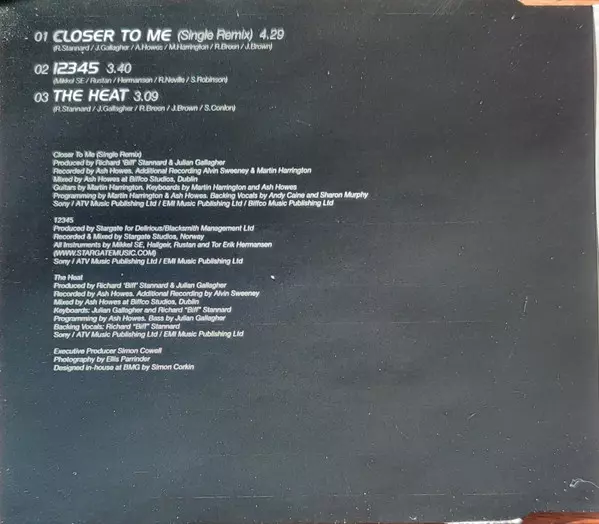 01 CLOSER TO ME (Single Remix) 4.29
(R.Stannard / J.Gallagher / A.Howes / M.Harrington / R.Breen / J.Brown)
02 12345 3.40
(Mikkel SE / Rustan / Hermansen / R.Neville / S.Robinson)
03 THE HEAT 3.09
(R.Stannard / J.Gallagher / R.Breen / J.Brown / S.Conlon)
Closer To Me (Single Remix)
Produced by Richard "Biff" Stannard & Julian Gallagher
Recorded by Ash Howes. Additional Recording Alvin Sweeney & Martin Harrington
Mixed by Ash Howes at Biffco Studios, Dublin
Guitars by Martin Harrington. Keyboards by Martin Harrington and Ash Howes
Programming by Martin Harrington & Ash Howes. Backing Vocals by Andy Caine and Sharon Murphy
Sony / ATV Music Publishing Ltd / EMI Music Publishing Ltd / Biffco Music Publishing Ltd
12345
Produced by Stargate for Delirious/Blacksmith Management Ltd
Recorded & Mixed by Stargate Studios, Norway
All Instruments by Mikkel SE, Hallgeir, Rustan and Tor Erik Hermansen
(WWW.STARGATEMUSIC.COM)
Sony / ATV Music Publishing Ltd / EMI Music Publishing Ltd
The Heat
Produced by Richard "Biff" Stannard & Julian Gallagher
Recorded by Ash Howes. Additional Recording by Alvin Sweeney
Mixed by Ash Howes at Biffco Studios, Dublin
Keyboards: Julian Gallagher and Richard "Biff" Stannard
Programming by Ash Howes. Bass by Julian Gallagher
Backing Vocals: Richard "Biff" Stannard
Sony / ATV Music Publishing Ltd / EMI Music Publishing Ltd
Executive Producer Simon Cowell
Photography by Ellis Parrinder
Designed in-house at BMG by Simon Corkin